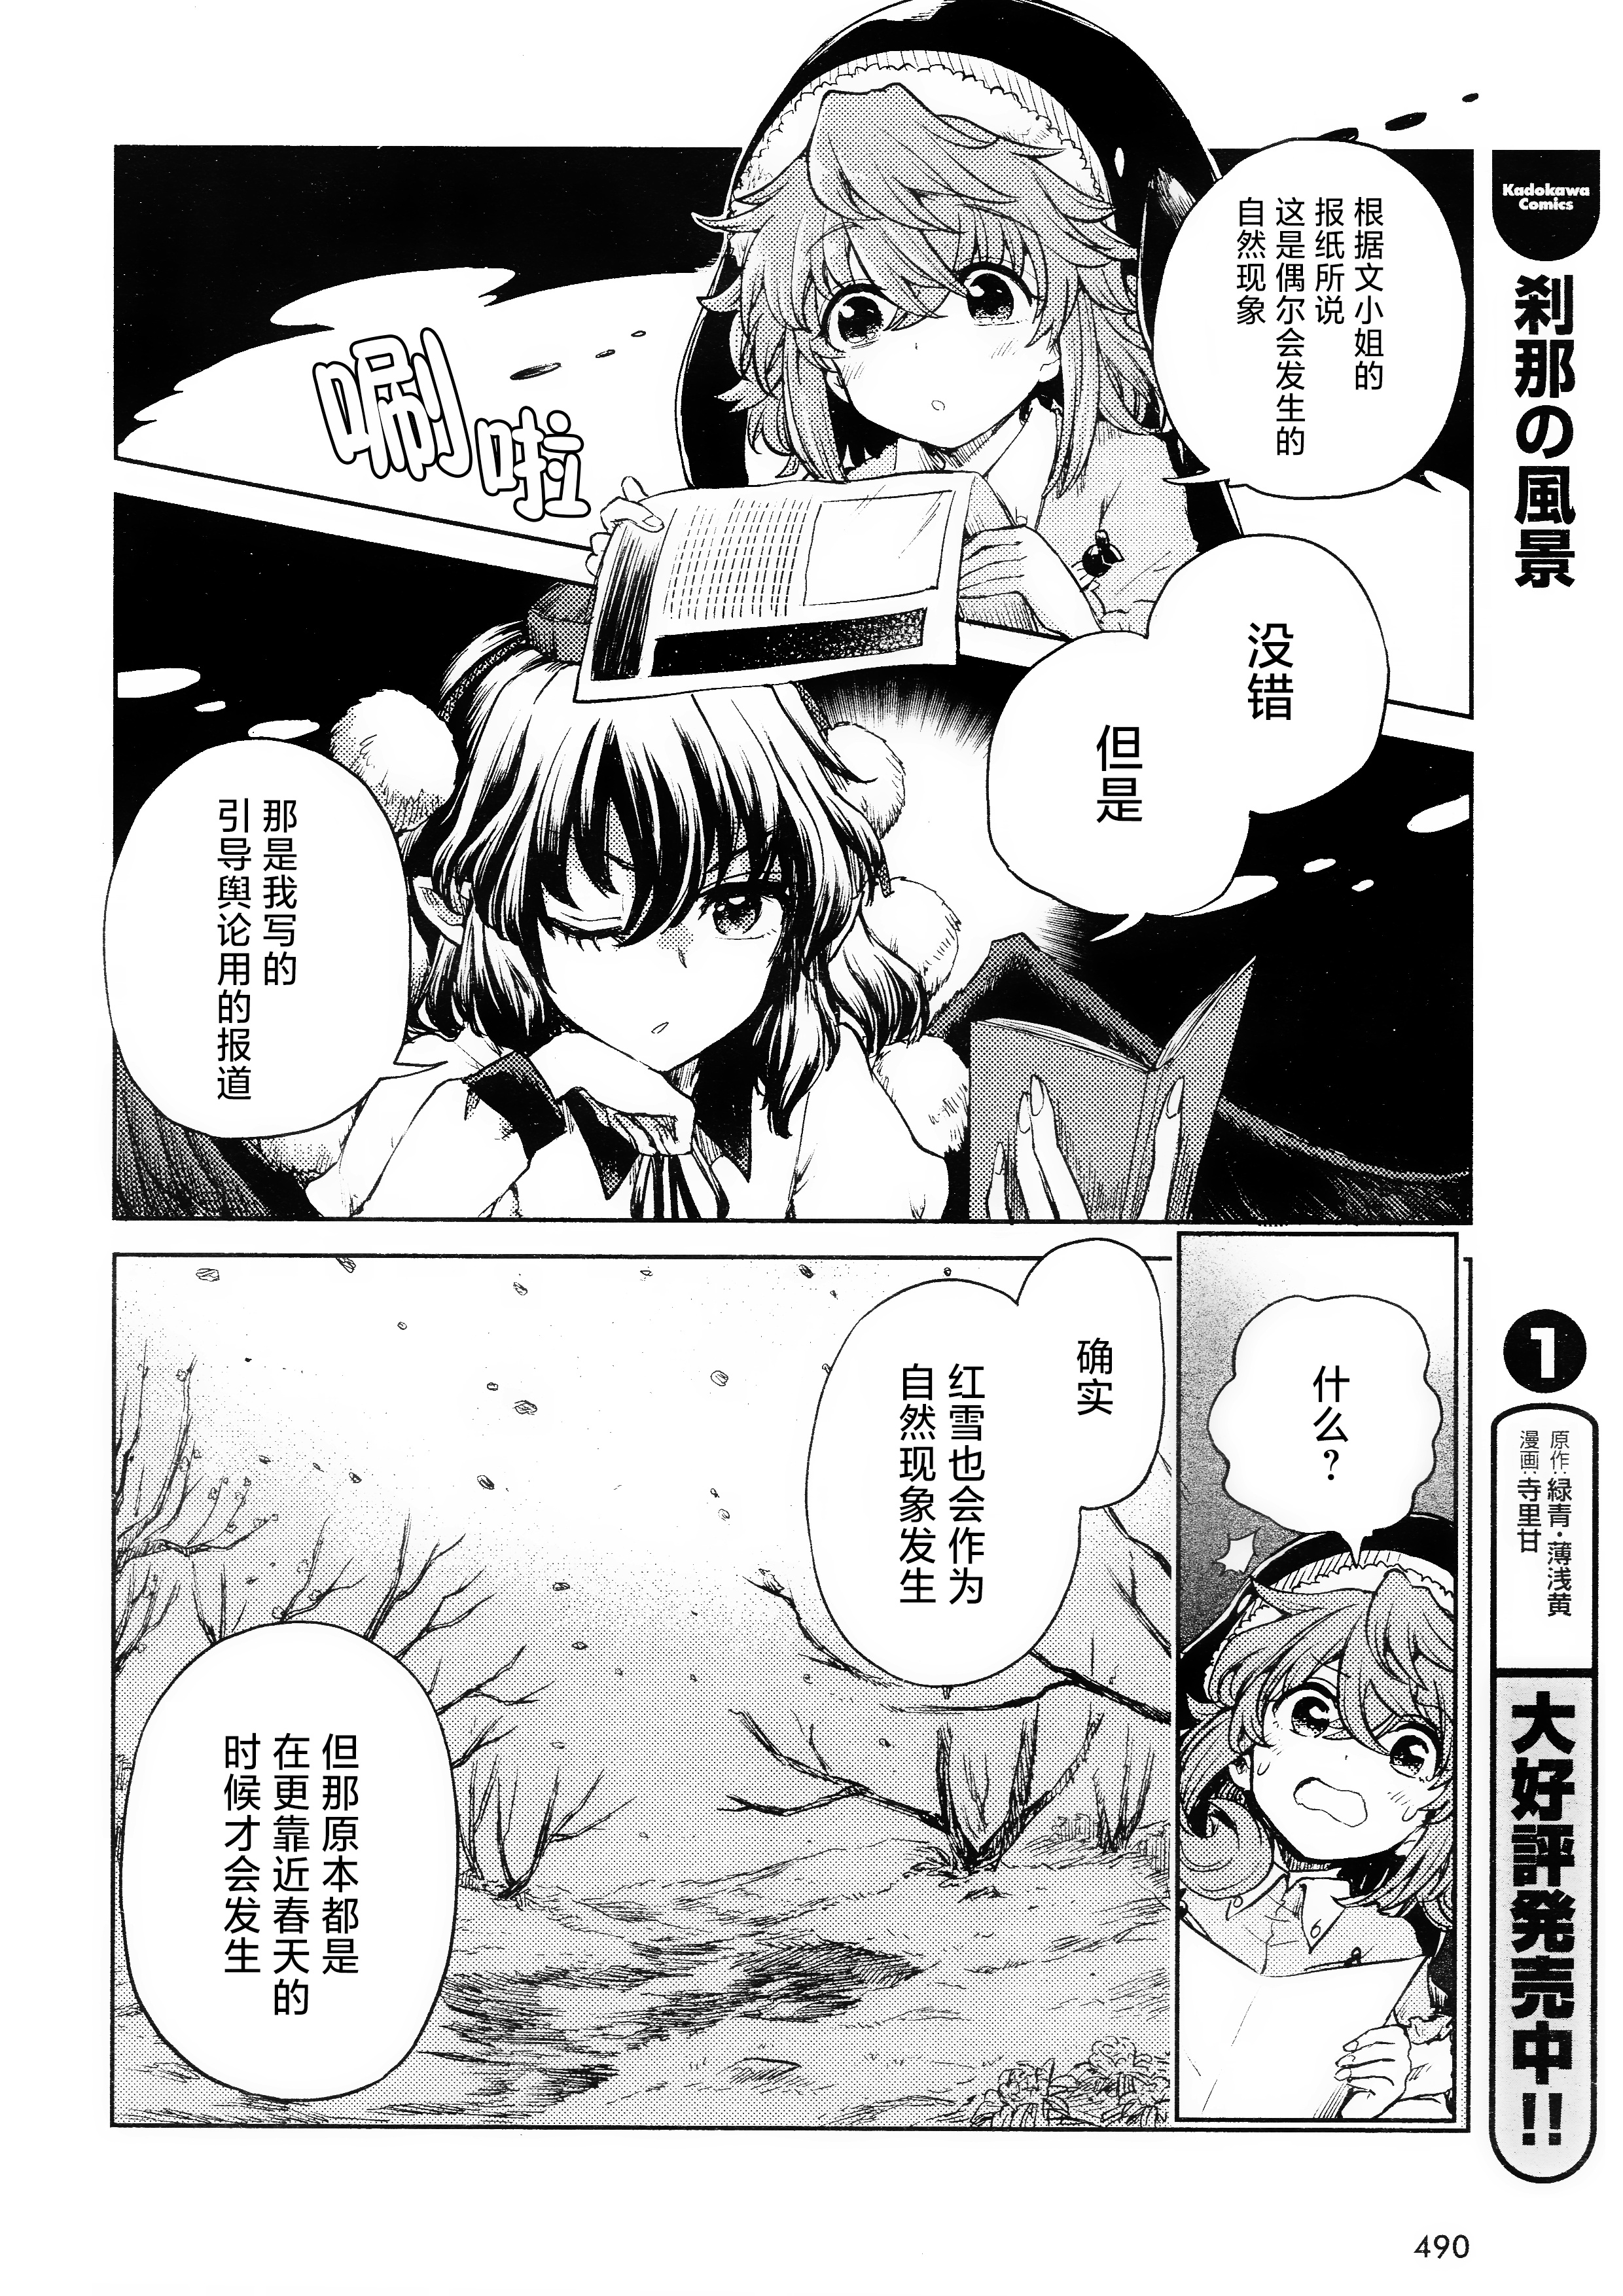 根据文小姐的
报纸所说
这是偶尔会发生的
自然现象
唰啦
没错
但是
那是我写的
引导舆论用的报道
什么?
确实
红雪也会作为
自然现象发生
但那原本都是
在更靠近春天的
时候才会发生
Kadokawa
Comics
刹那の風景
1
原作:緑青・薄浅黄
漫画:寺里甘
大好評発売中!!
490